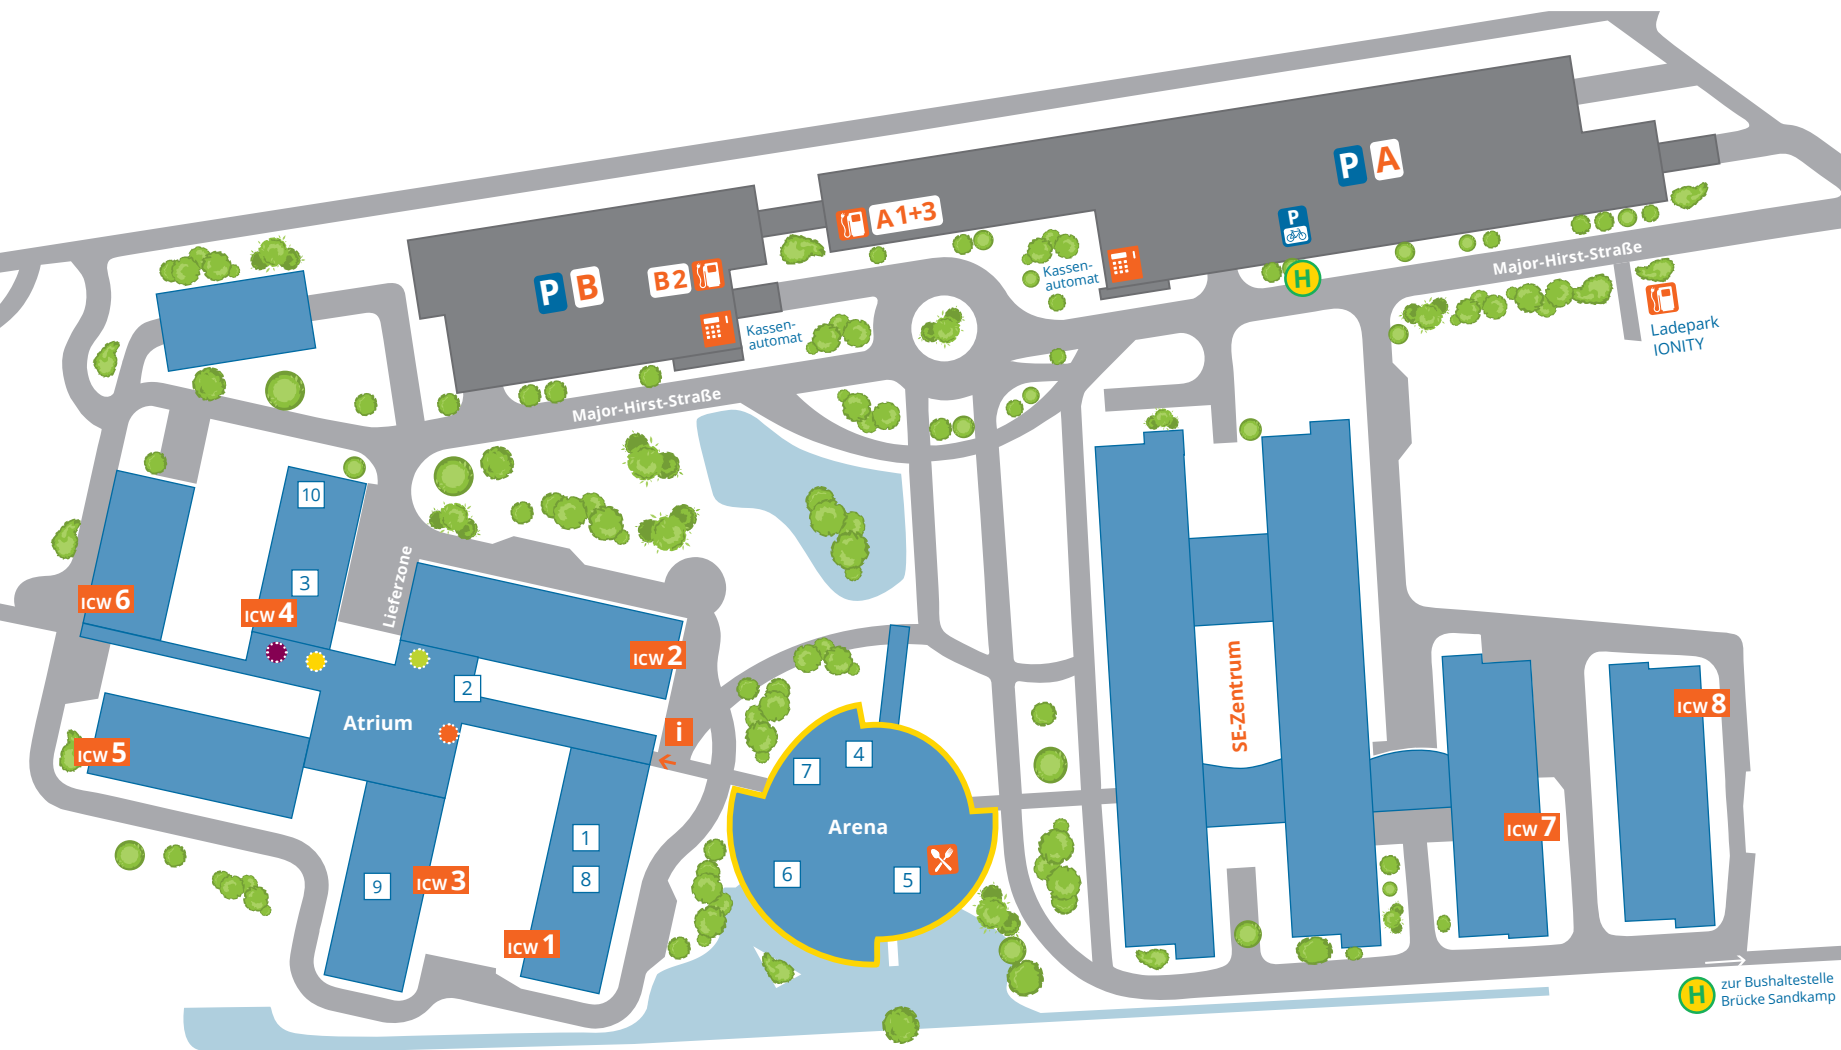 P A
A 1+3
P
Major-Hirst-Straße
Kassen-
automat
H
Ladepark
IONITY
P B
B 2
Kassen-
automat
Major-Hirst-Straße
10
3
Lieferzone
ICW 6
ICW 4
ICW 2
2
SE-Zentrum
Atrium
i
ICW 5
ICW 8
4
7
Arena
ICW 7
1
8
6
5
9
ICW 3
ICW 1
H
zur Bushaltestelle
Brücke Sandkamp